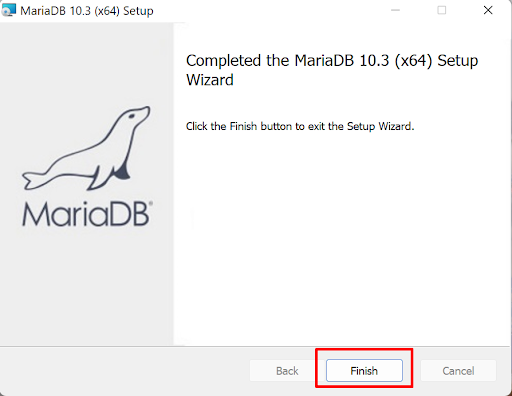 MariaDB 10.3 (x64) Setup
Completed the MariaDB 10.3 (x64) Setup
Wizard
Click the Finish button to exit the Setup Wizard.
MariaDB
Back
Finish
Cancel